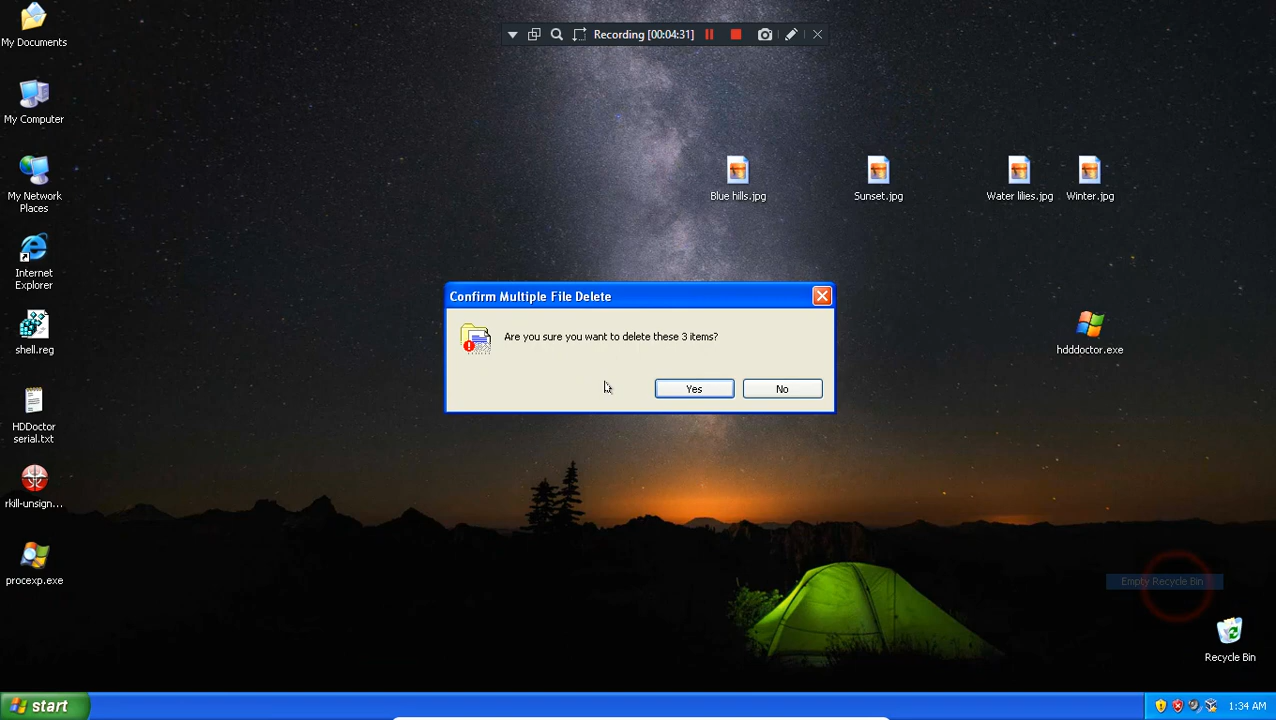 Recording [00:04:31]
My Documents
My Computer
My Network
Places
Internet
Explorer
shell.reg
HDDoctor
serial.txt
rkill-unsign...
procexp.exe
Blue hills.jpg
Sunset.jpg
Water lilies.jpg
Winter.jpg
hdddoctor.exe
Confirm Multiple File Delete
Are you sure you want to delete these 3 items?
Yes
No
Empty Recycle Bin
Recycle Bin
start
1:34 AM